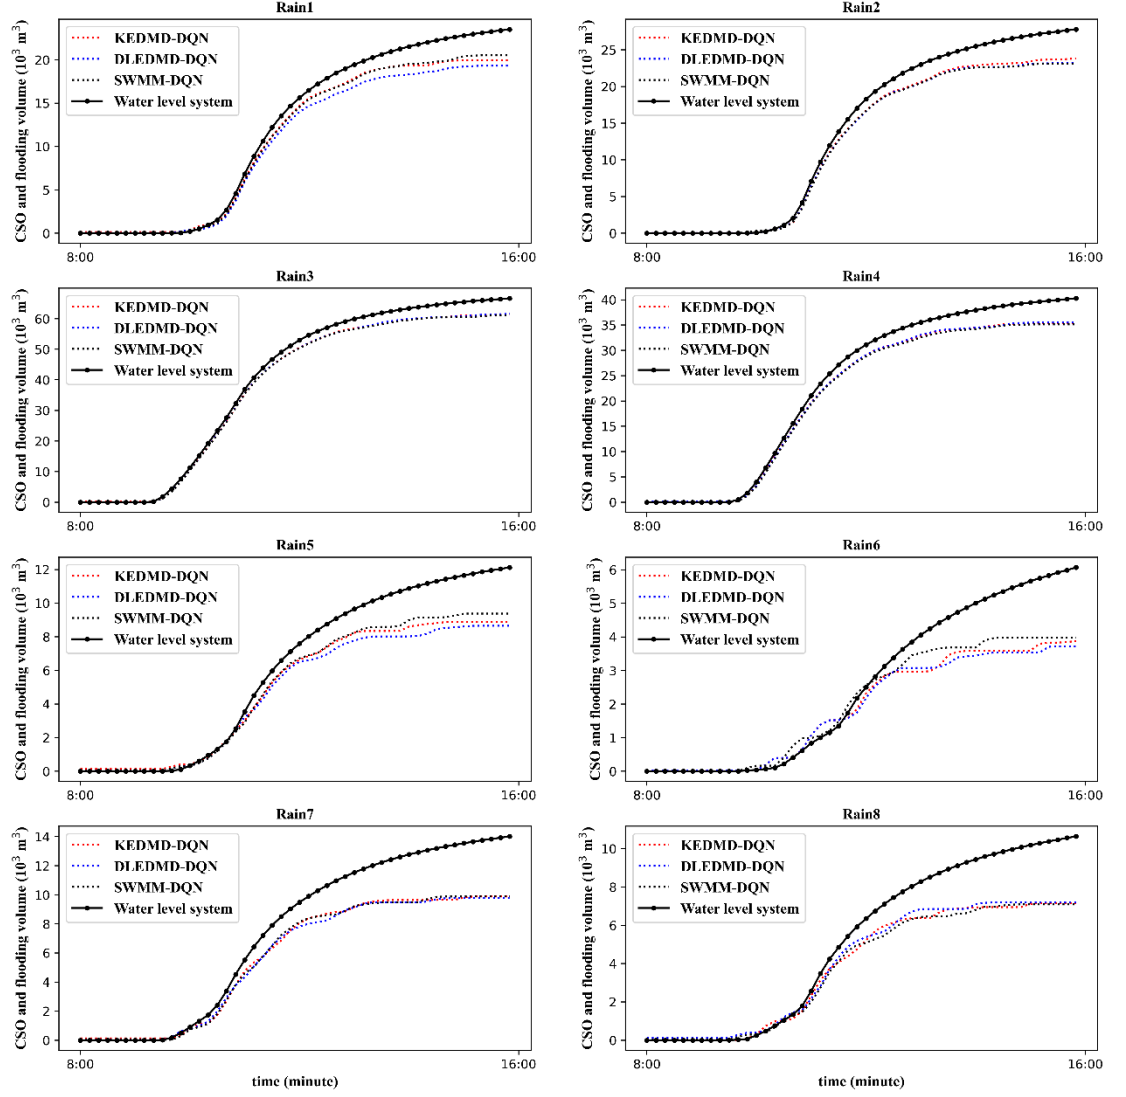 Rain1
CSO and flooding volume (10³ m³)
20
15
10
5
0
KEDMD-DQN
DLEDMD-DQN
SWMM-DQN
Water level system
8:00
16:00
Rain2
CSO and flooding volume (10³ m³)
25
20
15
10
5
0
KEDMD-DQN
DLEDMD-DQN
SWMM-DQN
Water level system
8:00
16:00
Rain3
CSO and flooding volume (10³ m³)
60
50
40
30
20
10
0
KEDMD-DQN
DLEDMD-DQN
SWMM-DQN
Water level system
8:00
16:00
Rain4
CSO and flooding volume (10³ m³)
40
35
30
25
20
15
10
5
0
KEDMD-DQN
DLEDMD-DQN
SWMM-DQN
Water level system
8:00
16:00
Rain5
CSO and flooding volume (10³ m³)
12
10
8
6
4
2
0
KEDMD-DQN
DLEDMD-DQN
SWMM-DQN
Water level system
8:00
16:00
Rain6
CSO and flooding volume (10³ m³)
6
5
4
3
2
1
0
KEDMD-DQN
DLEDMD-DQN
SWMM-DQN
Water level system
8:00
16:00
Rain7
CSO and flooding volume (10³ m³)
14
12
10
8
6
4
2
0
KEDMD-DQN
DLEDMD-DQN
SWMM-DQN
Water level system
8:00
16:00
time (minute)
Rain8
CSO and flooding volume (10³ m³)
10
8
6
4
2
0
KEDMD-DQN
DLEDMD-DQN
SWMM-DQN
Water level system
8:00
16:00
time (minute)